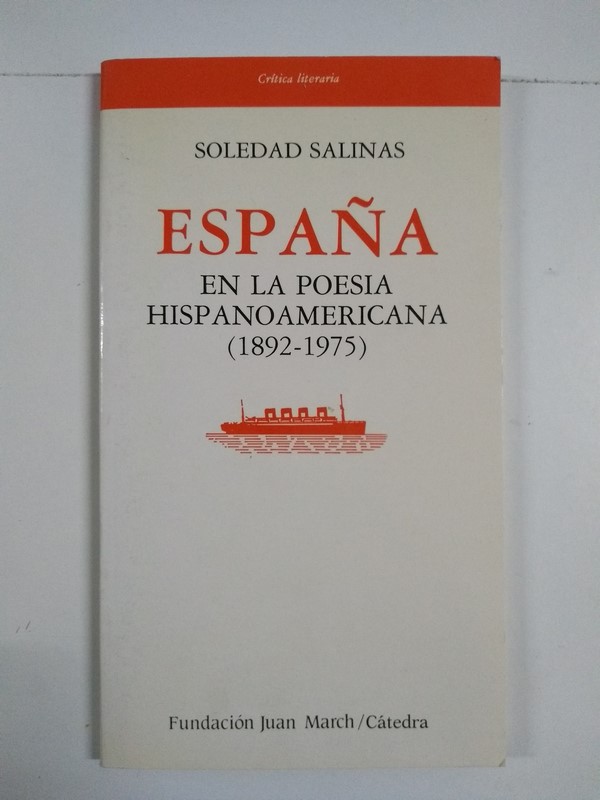 Crítica literaria
SOLEDAD SALINAS
ESPAÑA
EN LA POESIA
HISPANOAMERICANA
(1892-1975)
Fundación Juan March/Cátedra